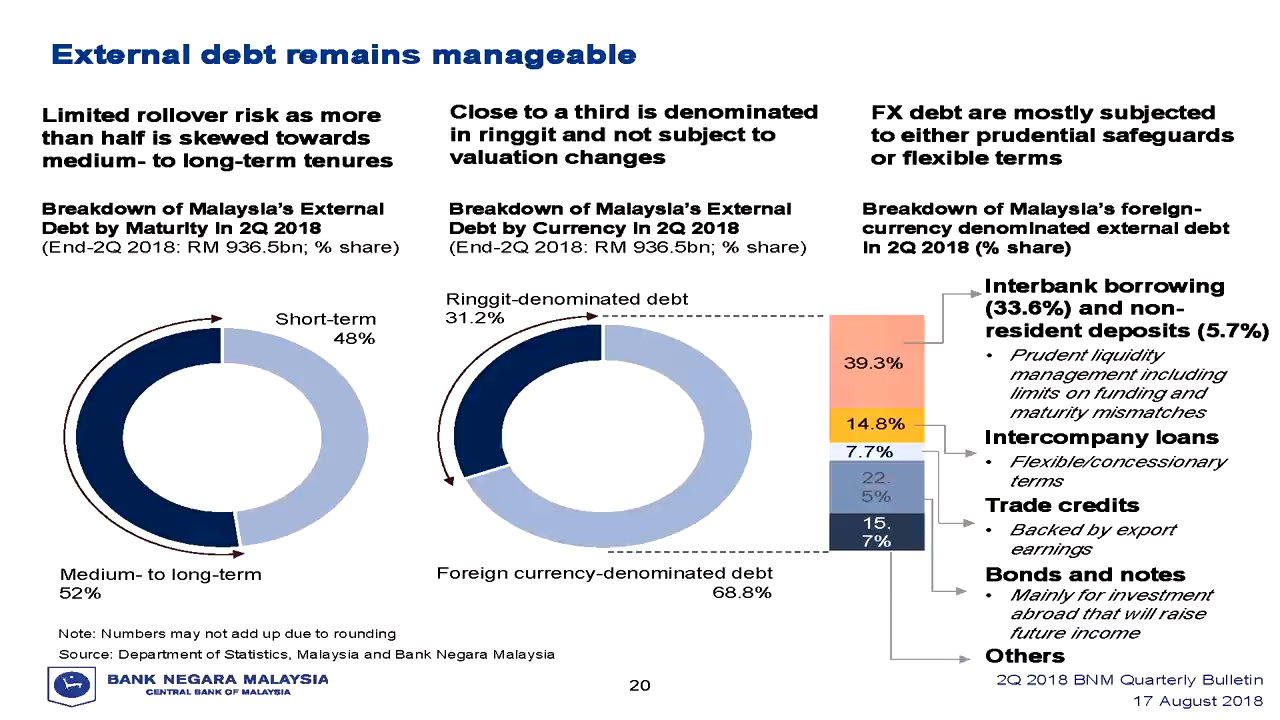 External debt remains manageable
Limited rollover risk as more
than half is skewed towards
medium- to long-term tenures
Close to a third is denominated
in ringgit and not subject to
valuation changes
FX debt are mostly subjected
to either prudential safeguards
or flexible terms
Breakdown of Malaysia's External
Debt by Maturity in 2Q 2018
(End-2Q 2018: RM 936.5bn; % share)
Breakdown of Malaysia's External
Debt by Currency in 2Q 2018
(End-2Q 2018: RM 936.5bn; % share)
Breakdown of Malaysia's foreign-
currency denominated external debt
in 2Q 2018 (% share)
Short-term
48%
Medium- to long-term
52%
Ringgit-denominated debt
31.2%
Foreign currency-denominated debt
68.8%
39.3%
14.8%
7.7%
22.
5%
15.
7%
Interbank borrowing
(33.6%) and non-
resident deposits (5.7%)
• Prudent liquidity
management including
limits on funding and
maturity mismatches
Intercompany loans
• Flexible/concessionary
terms
Trade credits
• Backed by export
earnings
Bonds and notes
• Mainly for investment
abroad that will raise
future income
Others
Note: Numbers may not add up due to rounding
Source: Department of Statistics, Malaysia and Bank Negara Malaysia
BANK NEGARA MALAYSIA
CENTRAL BANK OF MALAYSIA
20
2Q 2018 BNM Quarterly Bulletin
17 August 2018